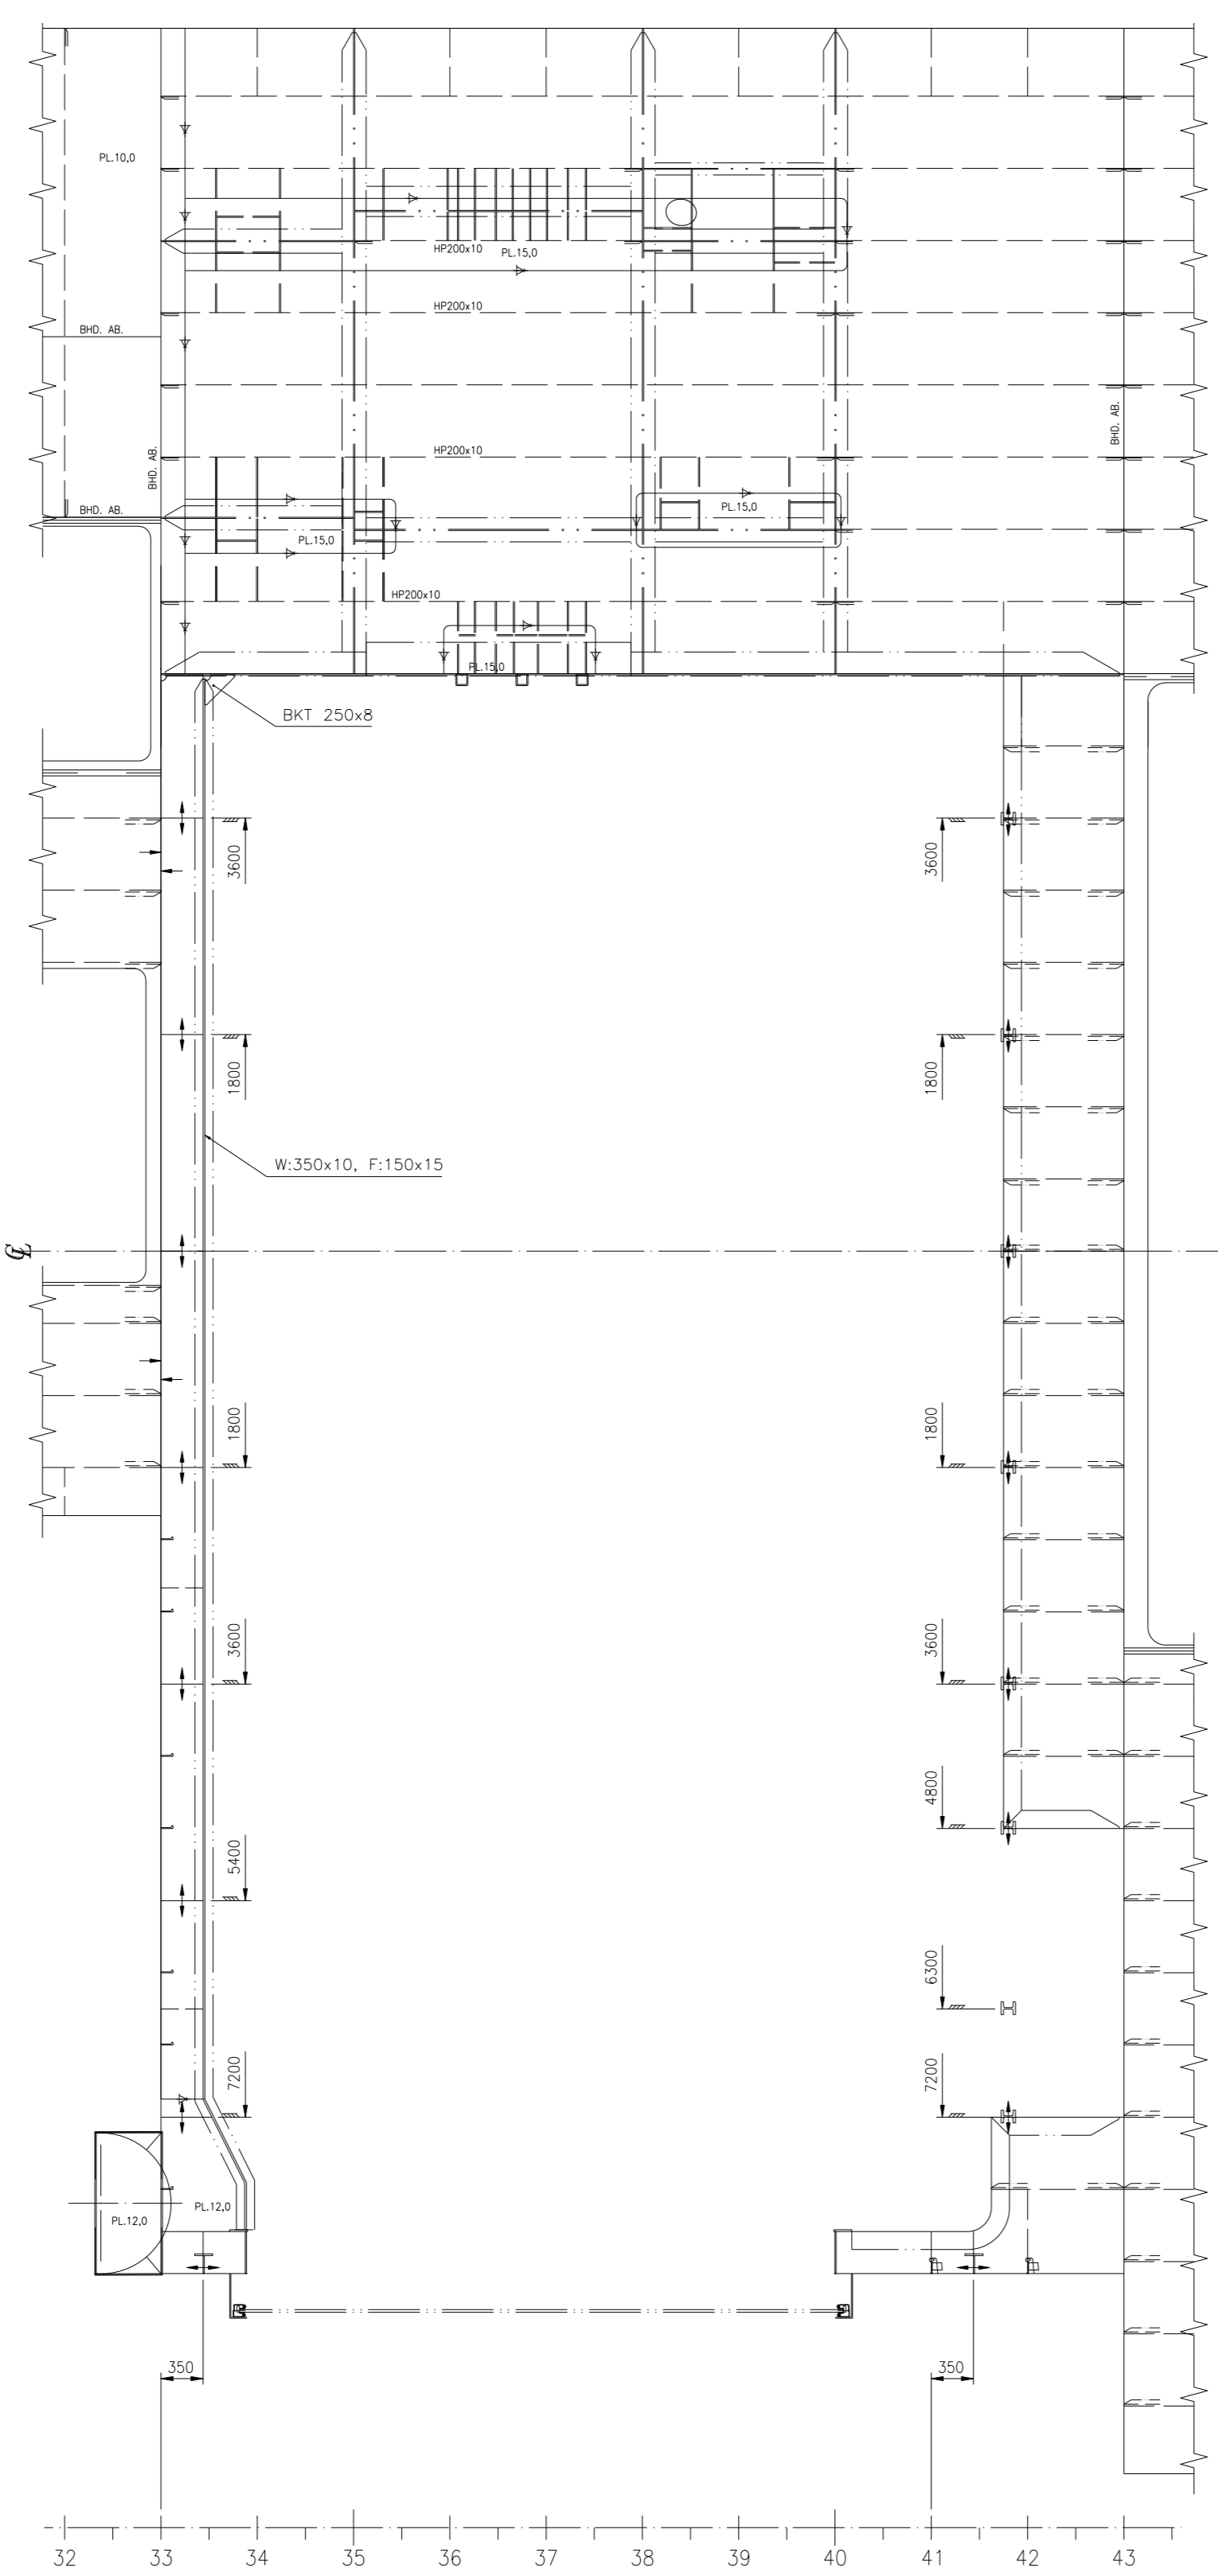 PL.10,0
HP200x10
PL.15,0
HP200x10
BHD. AB.
BHD. AB.
HP200x10
BHD. AB.
BHD. AB.
PL.15,0
PL.15,0
HP200x10
PL.15,0
BKT 250x8
3600
3600
1800
1800
W:350x10, F:150x15
℄
1800
1800
3600
3600
4800
5400
6300
7200
7200
PL.12,0
PL.12,0
350
350
32 33 34 35 36 37 38 39 40 41 42 43